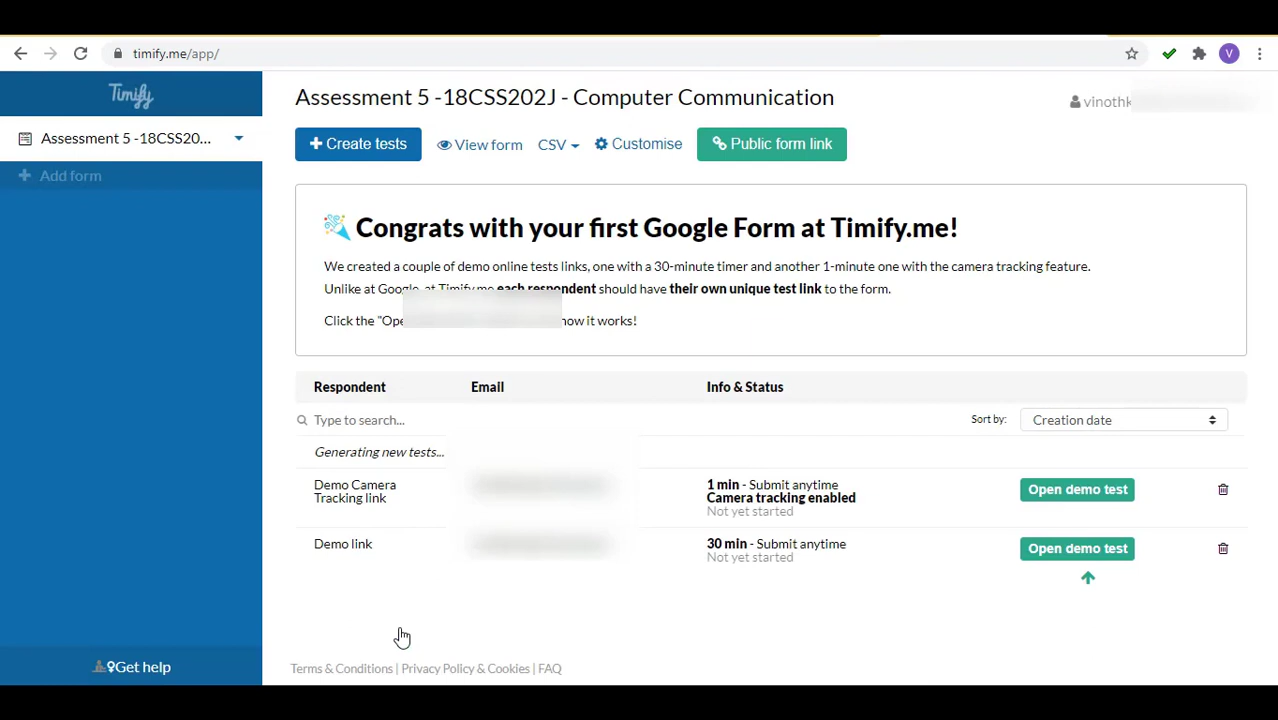 timify.me/app/
V
Timify
Assessment 5 -18CSS202J - Computer Communication
vinothk
Assessment 5 -18CSS20...
+ Create tests
View form
CSV
Customise
Public form link
+ Add form
Congrats with your first Google Form at Timify.me!
We created a couple of demo online tests links, one with a 30-minute timer and another 1-minute one with the camera tracking feature.
Unlike at Google, at Timify.me each respondent should have their own unique test link to the form.
Click the "Ope how it works!
Respondent Email Info & Status
Type to search... Sort by: Creation date
Generating new tests...
Demo Camera
Tracking link
1 min - Submit anytime
Camera tracking enabled
Not yet started
Open demo test
Demo link
30 min - Submit anytime
Not yet started
Open demo test
Get help
Terms & Conditions | Privacy Policy & Cookies | FAQ